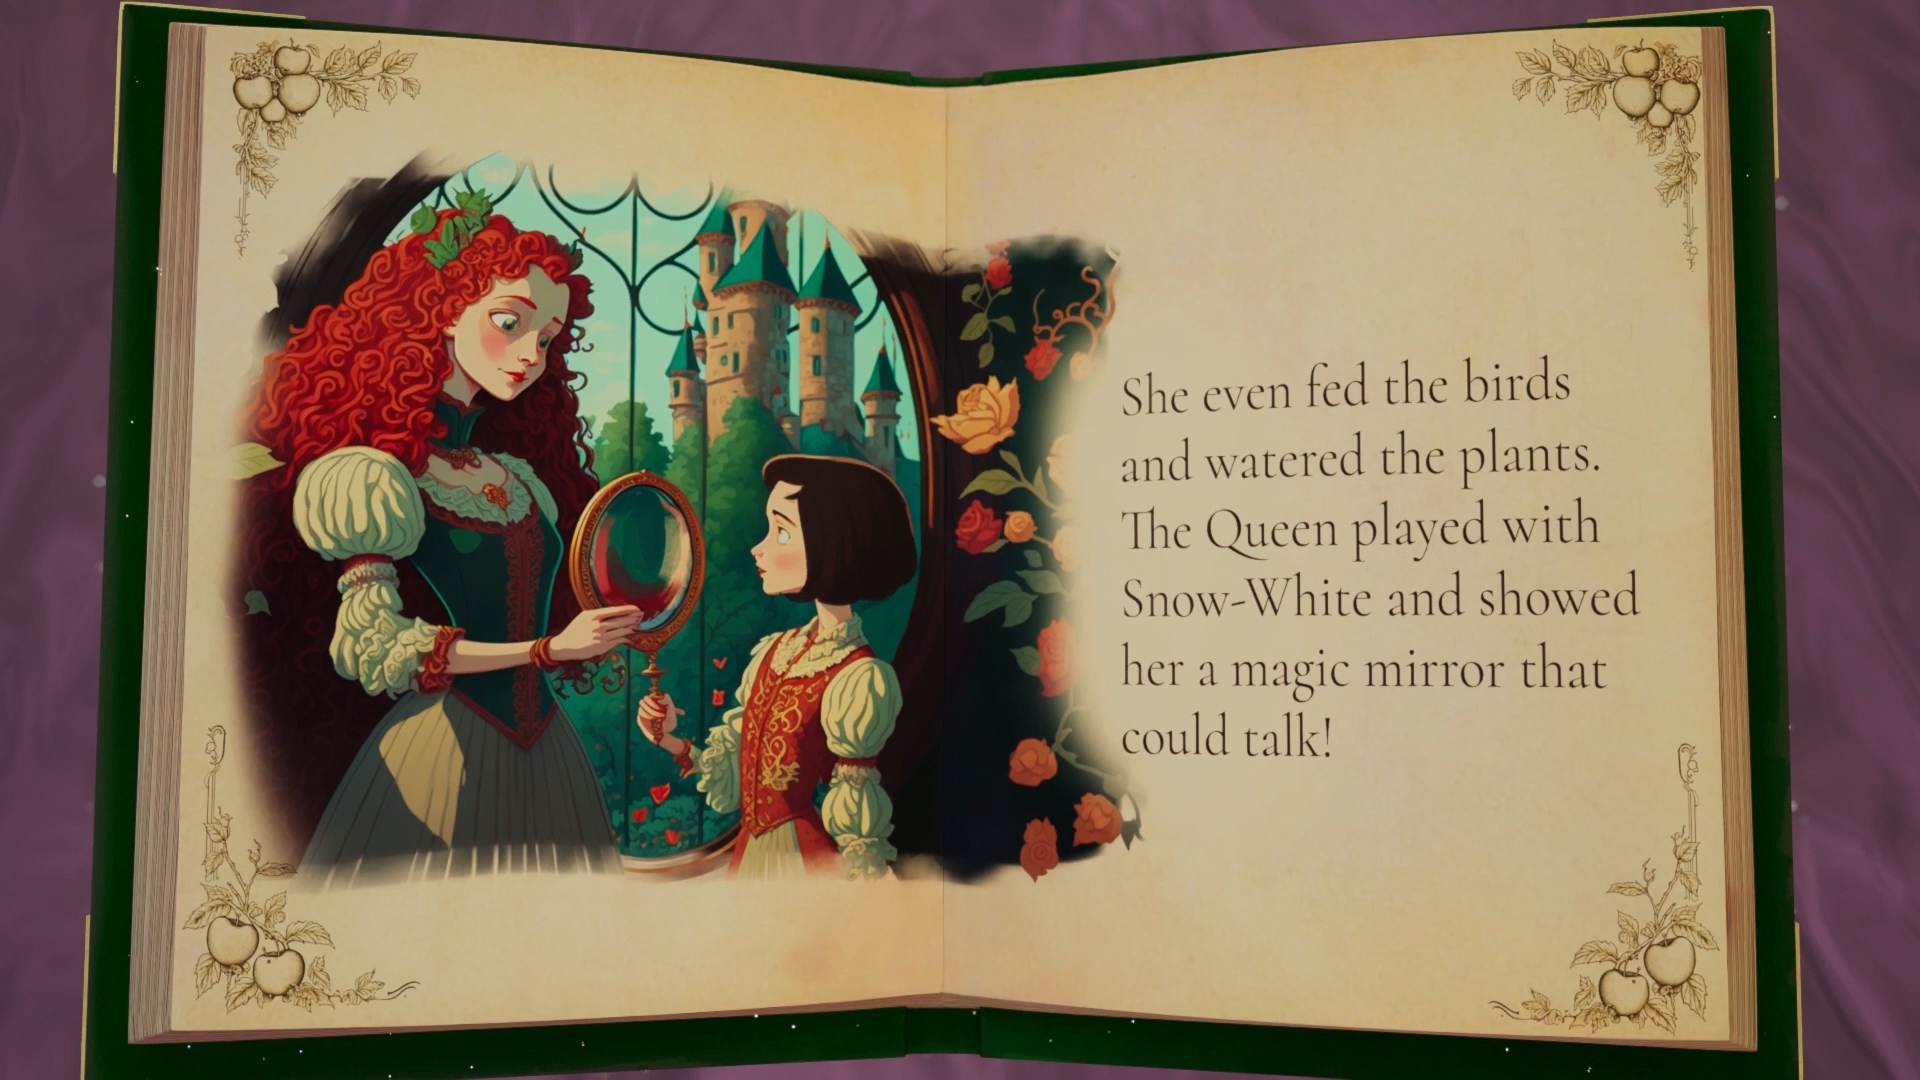 She even fed the birds
and watered the plants.
The Queen played with
Snow-White and showed
her a magic mirror that
could talk!